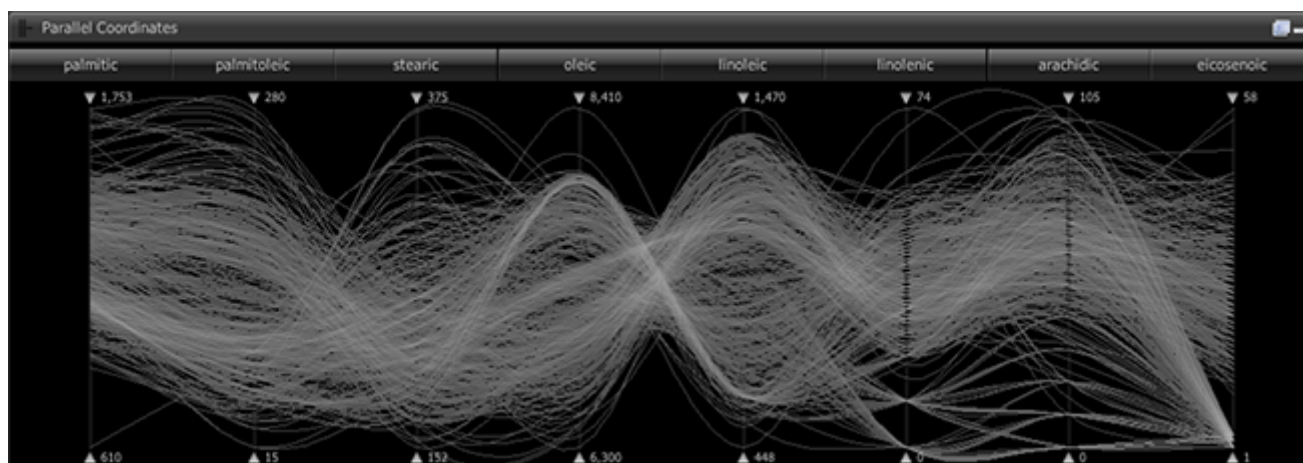 Parallel Coordinates
palmitic palmitoleic stearic oleic linoleic linolenic arachidic eicosenoic
1,753 280 375 8,410 1,470 74 105 58
610 15 152 6,300 448 0 0 1